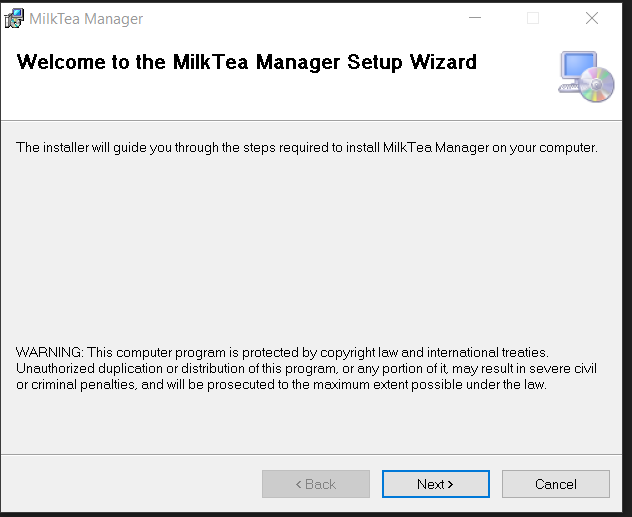 MilkTea Manager
Welcome to the MilkTea Manager Setup Wizard
The installer will guide you through the steps required to install MilkTea Manager on your computer.
WARNING: This computer program is protected by copyright law and international treaties.
Unauthorized duplication or distribution of this program, or any portion of it, may result in severe civil
or criminal penalties, and will be prosecuted to the maximum extent possible under the law.
< Back
Next >
Cancel